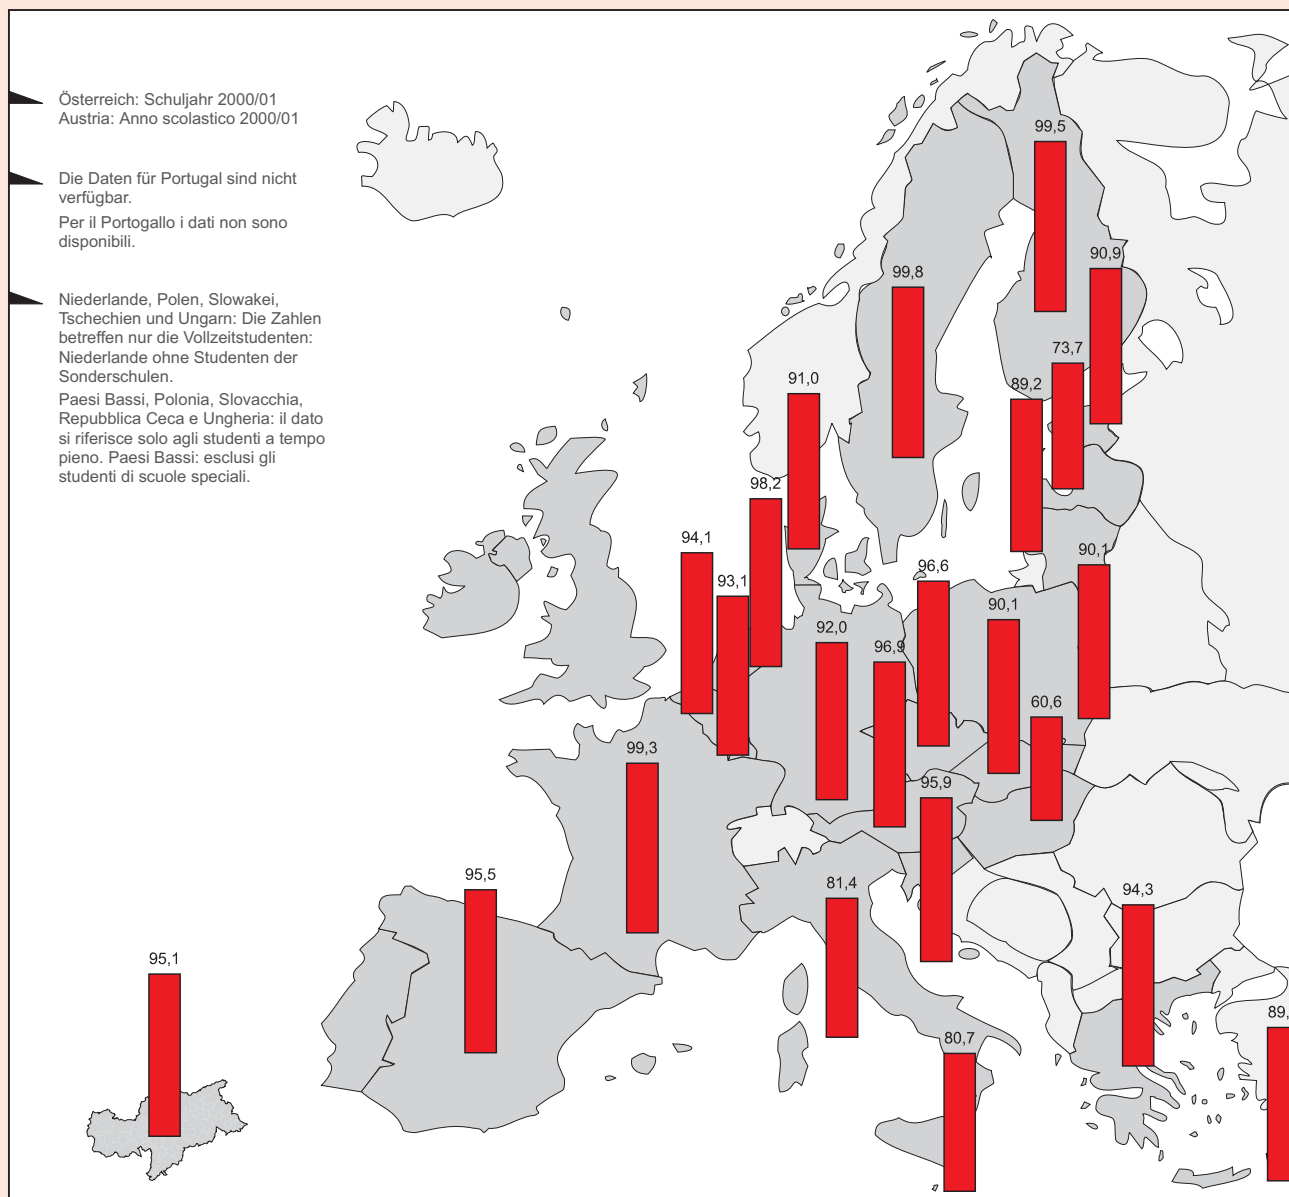 Österreich: Schuljahr 2000/01
Austria: Anno scolastico 2000/01
Die Daten für Portugal sind nicht
verfügbar.
Per il Portogallo i dati non sono
disponibili.
Niederlande, Polen, Slowakei,
Tschechien und Ungarn: Die Zahlen
betreffen nur die Vollzeitstudenten:
Niederlande ohne Studenten der
Sonderschulen.
Paesi Bassi, Polonia, Slovacchia,
Repubblica Ceca e Ungheria: il dato
si riferisce solo agli studenti a tempo
pieno. Paesi Bassi: esclusi gli
studenti di scuole speciali.
99,5
90,9
99,8
73,7
89,2
91,0
98,2
94,1
90,1
96,6
93,1
90,1
92,0
96,9
60,6
99,3
95,9
95,5
81,4
94,3
95,1
89,
80,7